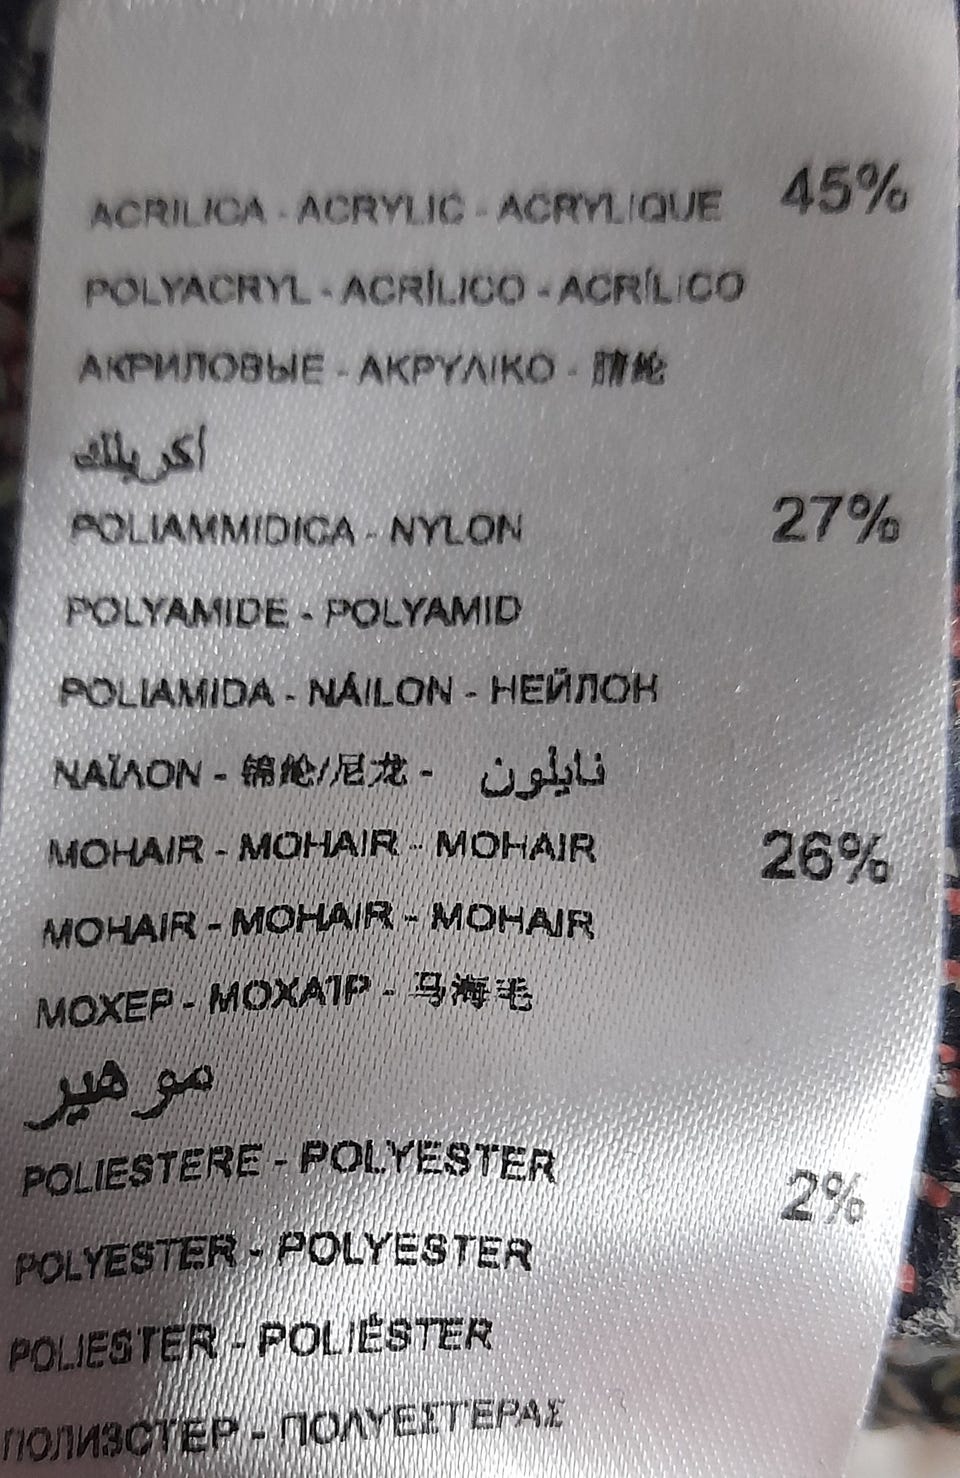 ACRILICA - ACRYLIC - ACRYLIQUE 45%
POLYACRYL - ACRÍLICO - ACRÍLICO
АКРИЛОВЫЕ - ΑΚΡΥΛΙΚΟ - 腈纶
أكريلك
POLIAMMIDICA - NYLON 27%
POLYAMIDE - POLYAMID
POLIAMIDA - NÁILON - НЕЙЛОН
ΝΑΪΛΟΝ - 锦纶/尼龙 - نايلون
MOHAIR - MOHAIR - MOHAIR 26%
MOHAIR - MOHAIR - MOHAIR
МОХЕР - ΜΟΧΑΙΡ - 马海毛
موهير
POLIESTERE - POLYESTER 2%
POLYESTER - POLYESTER
POLIESTER - POLIÉSTER
ПОЛИЭСТЕР - ΠΟΛΥΕΣΤΕΡΑΣ